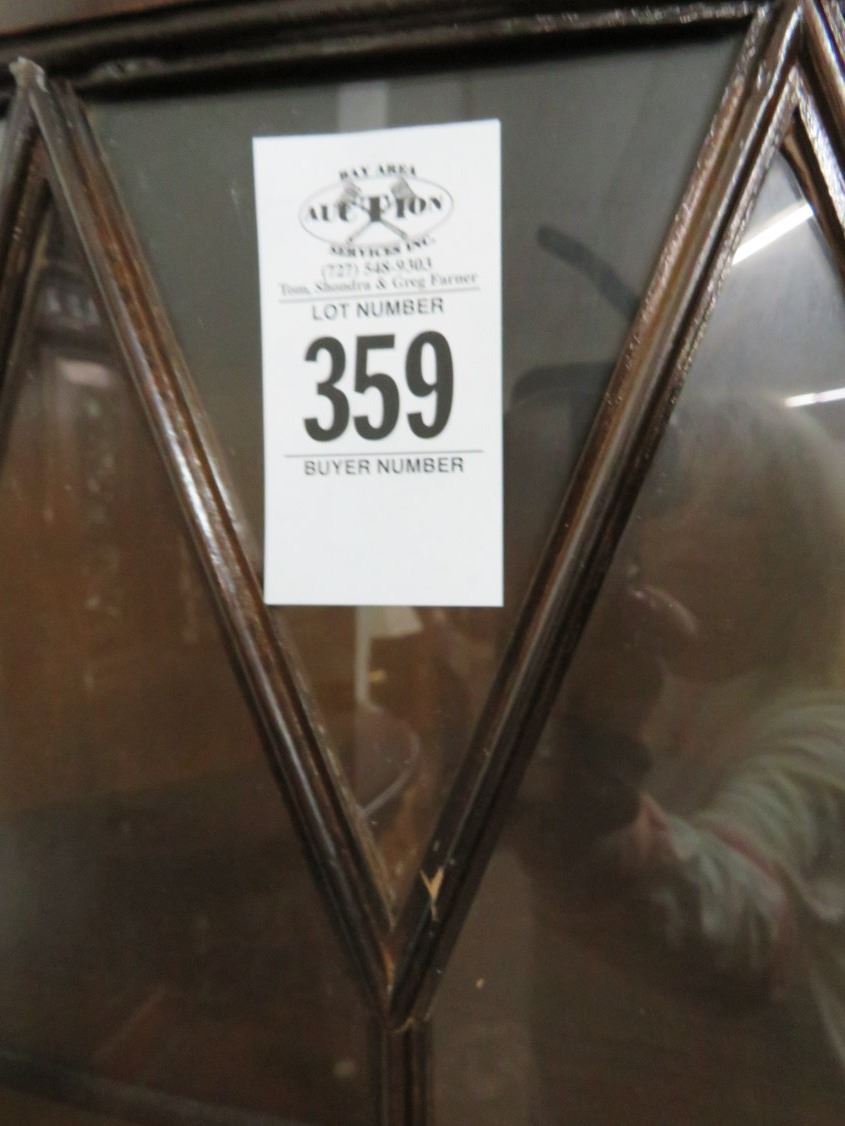 BAY AREA
AUCTION
SERVICES INC.
(727) 548-9303
Tom, Shondra & Greg Farner
LOT NUMBER
359
BUYER NUMBER